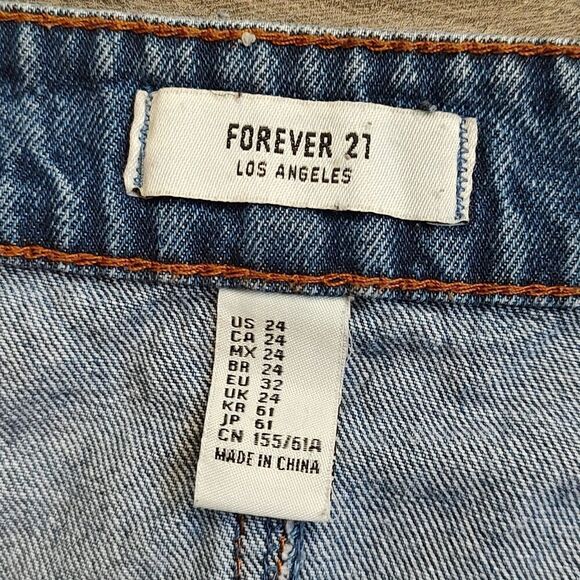 FOREVER 21
LOS ANGELES
US 24
CA 24
MX 24
BR 24
EU 32
UK 24
KR 61
JP 61
CN 155/61A
MADE IN CHINA